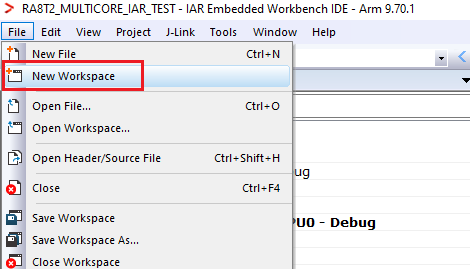 RA8T2_MULTICORE_IAR_TEST - IAR Embedded Workbench IDE - Arm 9.70.1
File Edit View Project J-Link Tools Window Help
New File Ctrl+N
New Workspace
Open File... Ctrl+O
Open Workspace...
Open Header/Source File Ctrl+Shift+H
ug
Close Ctrl+F4
Save Workspace
PU0 - Debug
Save Workspace As...
Close Workspace